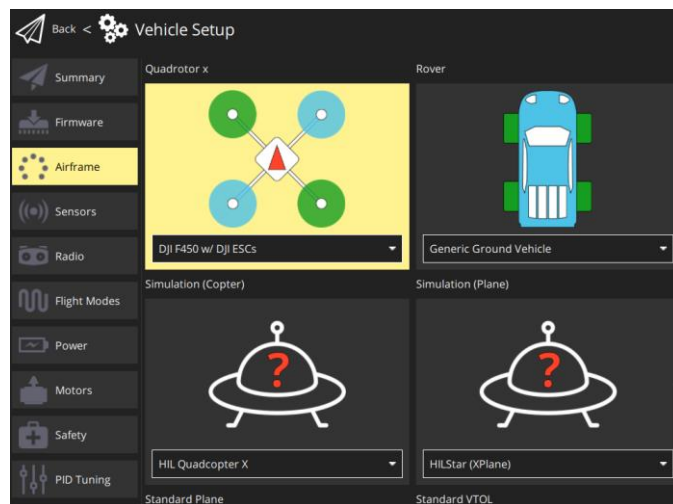 Back < Vehicle Setup
Summary
Firmware
Airframe
Sensors
Radio
Flight Modes
Power
Motors
Safety
PID Tuning
Quadrotor x
Rover
DJI F450 w/ DJI ESCs
Generic Ground Vehicle
Simulation (Copter)
Simulation (Plane)
?
?
HIL Quadcopter X
HILStar (XPlane)
Standard Plane
Standard VTOL